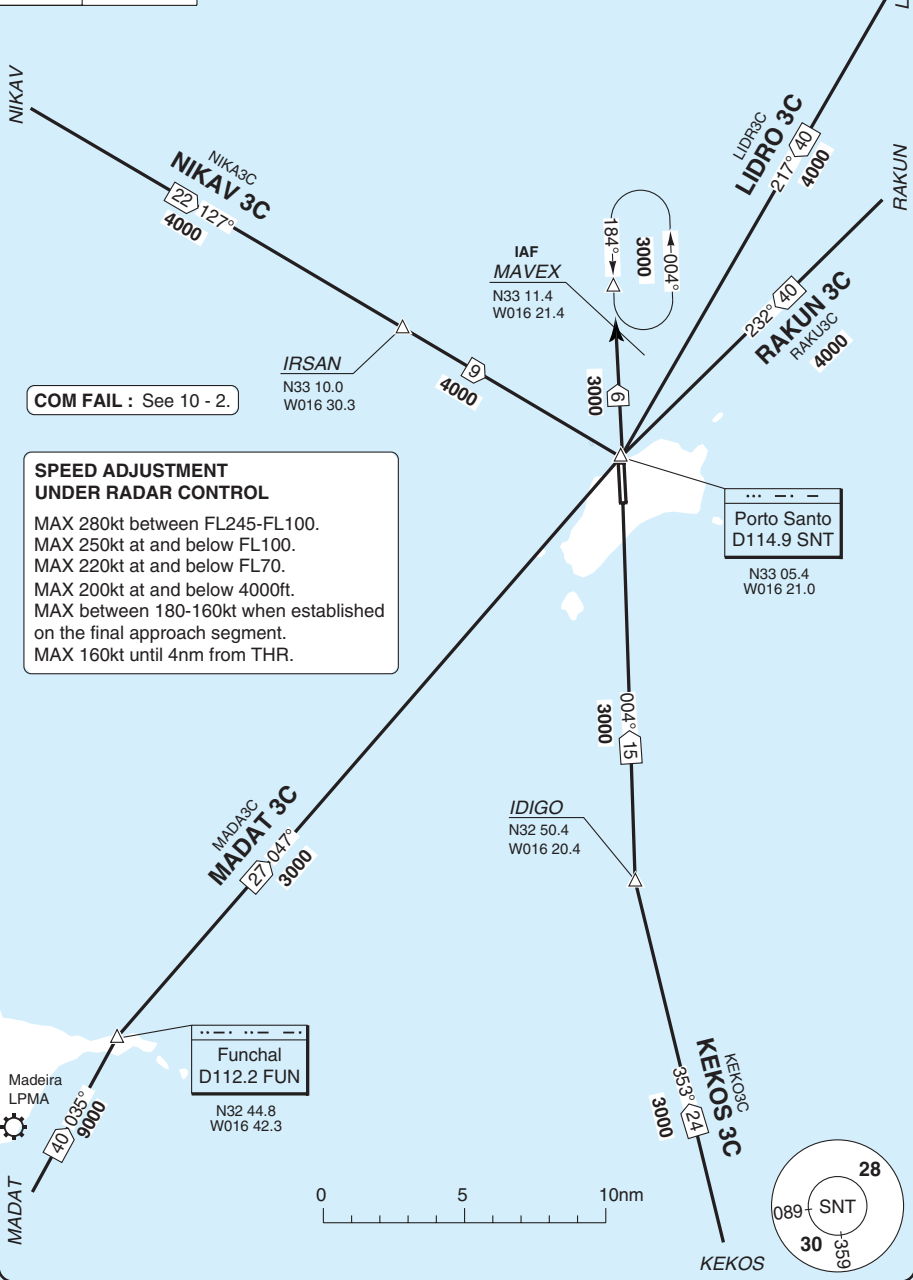 NIKAV
NIKA3C
NIKAV 3C
22 127°
4000
LIDR3C
LIDRO 3C
217° 40
4000
RAKUN
232° 40
RAKUN 3C
RAKU3C
4000
IAF
MAVEX
N33 11.4
W016 21.4
184°
3000
004°
IRSAN
N33 10.0
W016 30.3
9
4000
6
3000
COM FAIL : See 10 - 2.
SPEED ADJUSTMENT
UNDER RADAR CONTROL
MAX 280kt between FL245-FL100.
MAX 250kt at and below FL100.
MAX 220kt at and below FL70.
MAX 200kt at and below 4000ft.
MAX between 180-160kt when established
on the final approach segment.
MAX 160kt until 4nm from THR.
Porto Santo
D114.9 SNT
N33 05.4
W016 21.0
004° 15
3000
MADA3C
MADAT 3C
27 047°
3000
IDIGO
N32 50.4
W016 20.4
Funchal
D112.2 FUN
N32 44.8
W016 42.3
Madeira
LPMA
40 035°
9000
MADAT
KEKO3C
KEKOS 3C
353° 24
3000
KEKOS
0 5 10nm
28
089 SNT
30 359